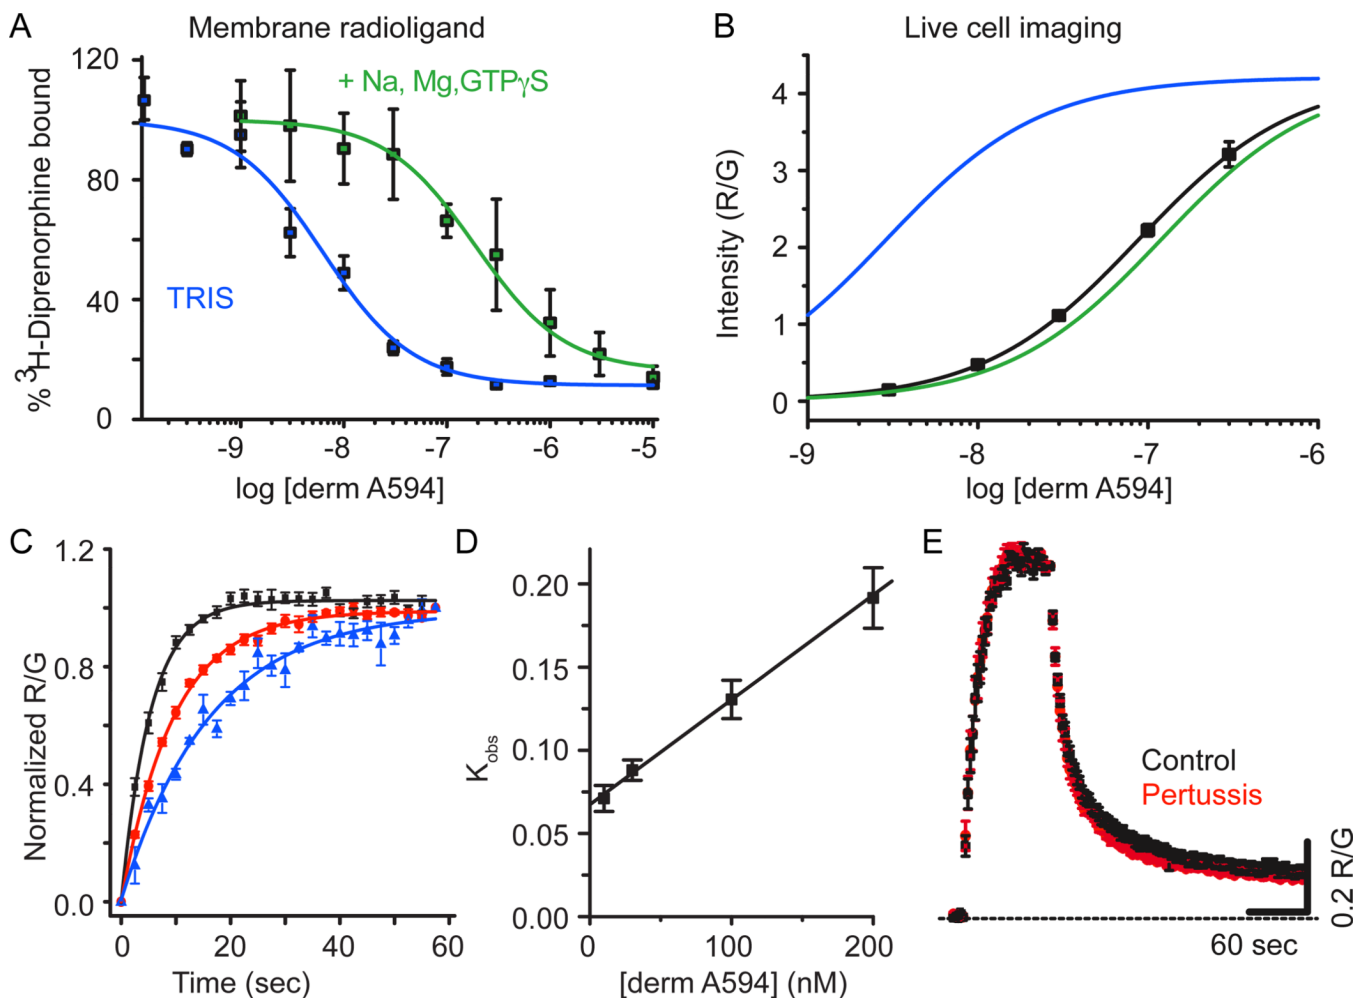 A
Membrane radioligand
120
80
40
0
% ³H-Diprenorphine bound
+ Na, Mg,GTPγS
TRIS
-9 -8 -7 -6 -5
log [derm A594]
B
Live cell imaging
4
3
2
1
0
Intensity (R/G)
-9 -8 -7 -6
log [derm A594]
C
1.2
0.8
0.4
0.0
Normalized R/G
0 20 40 60
Time (sec)
D
0.20
0.15
0.10
0.05
0.00
K_obs
0 100 200
[derm A594] (nM)
E
Control
Pertussis
0.2 R/G
60 sec